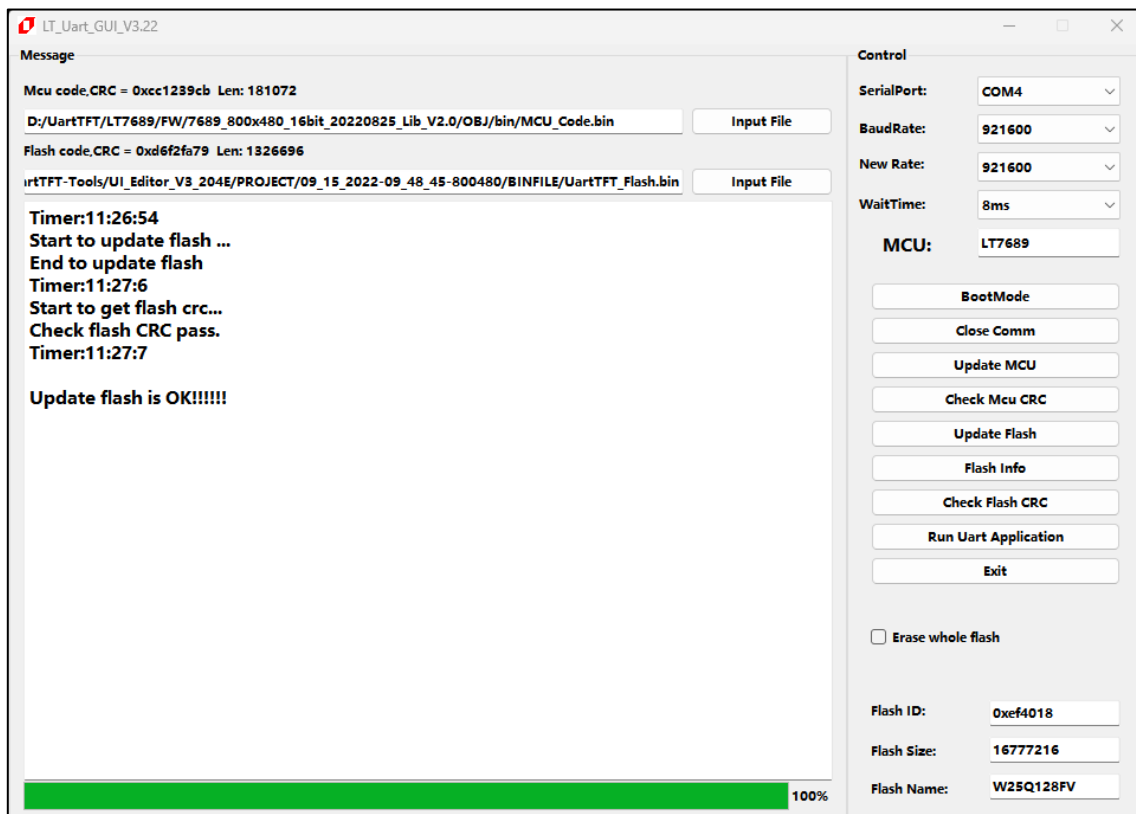 LT_Uart_GUI_V3.22
Message
Mcu code,CRC = 0xcc1239cb Len: 181072
D:/UartTFT/LT7689/FW/7689_800x480_16bit_20220825_Lib_V2.0/OBJ/bin/MCU_Code.bin
Input File
Flash code,CRC = 0xd6f2fa79 Len: 1326696
ırtTFT-Tools/UI_Editor_V3_204E/PROJECT/09_15_2022-09_48_45-800480/BINFILE/UartTFT_Flash.bin
Input File
Timer:11:26:54
Start to update flash ...
End to update flash
Timer:11:27:6
Start to get flash crc...
Check flash CRC pass.
Timer:11:27:7
Update flash is OK!!!!!!
100%
Control
SerialPort:
COM4
BaudRate:
921600
New Rate:
921600
WaitTime:
8ms
MCU:
LT7689
BootMode
Close Comm
Update MCU
Check Mcu CRC
Update Flash
Flash Info
Check Flash CRC
Run Uart Application
Exit
Erase whole flash
Flash ID:
0xef4018
Flash Size:
16777216
Flash Name:
W25Q128FV